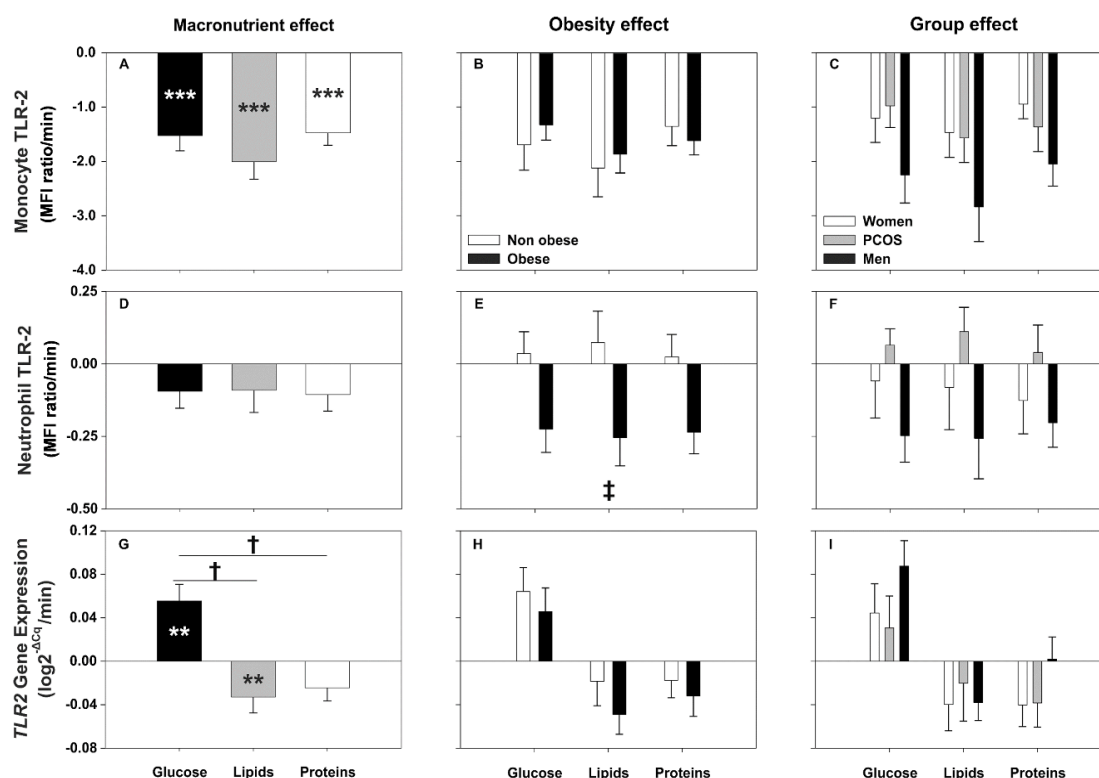 Macronutrient effect
Obesity effect
Group effect
Monocyte TLR-2
(MFI ratio/min)
0.0
-1.0
-2.0
-3.0
-4.0
A
***
***
***
B
Non obese
Obese
C
Women
PCOS
Men
Neutrophil TLR-2
(MFI ratio/min)
0.25
0.00
-0.25
-0.50
D
E
‡
F
TLR2 Gene Expression
(log2^-ΔCq/min)
0.12
0.08
0.04
0.00
-0.04
-0.08
G
†
†
**
**
H
I
Glucose Lipids Proteins
Glucose Lipids Proteins
Glucose Lipids Proteins